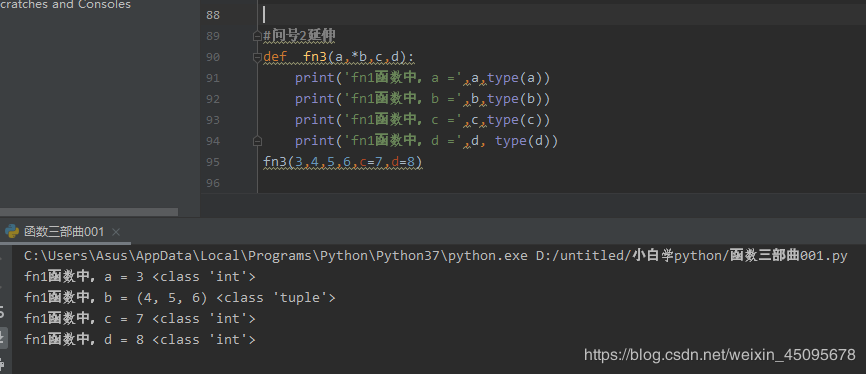 cratches and Consoles
88
89 #问号2延伸
90 def fn3(a,*b,c,d):
91 print('fn1函数中，a =',a,type(a))
92 print('fn1函数中，b =',b,type(b))
93 print('fn1函数中，c =',c,type(c))
94 print('fn1函数中，d =',d, type(d))
95 fn3(3,4,5,6,c=7,d=8)
96
函数三部曲001 ×
C:\Users\Asus\AppData\Local\Programs\Python\Python37\python.exe D:/untitled/小白学python/函数三部曲001.py
fn1函数中，a = 3 <class 'int'>
fn1函数中，b = (4, 5, 6) <class 'tuple'>
fn1函数中，c = 7 <class 'int'>
fn1函数中，d = 8 <class 'int'>
https://blog.csdn.net/weixin_45095678